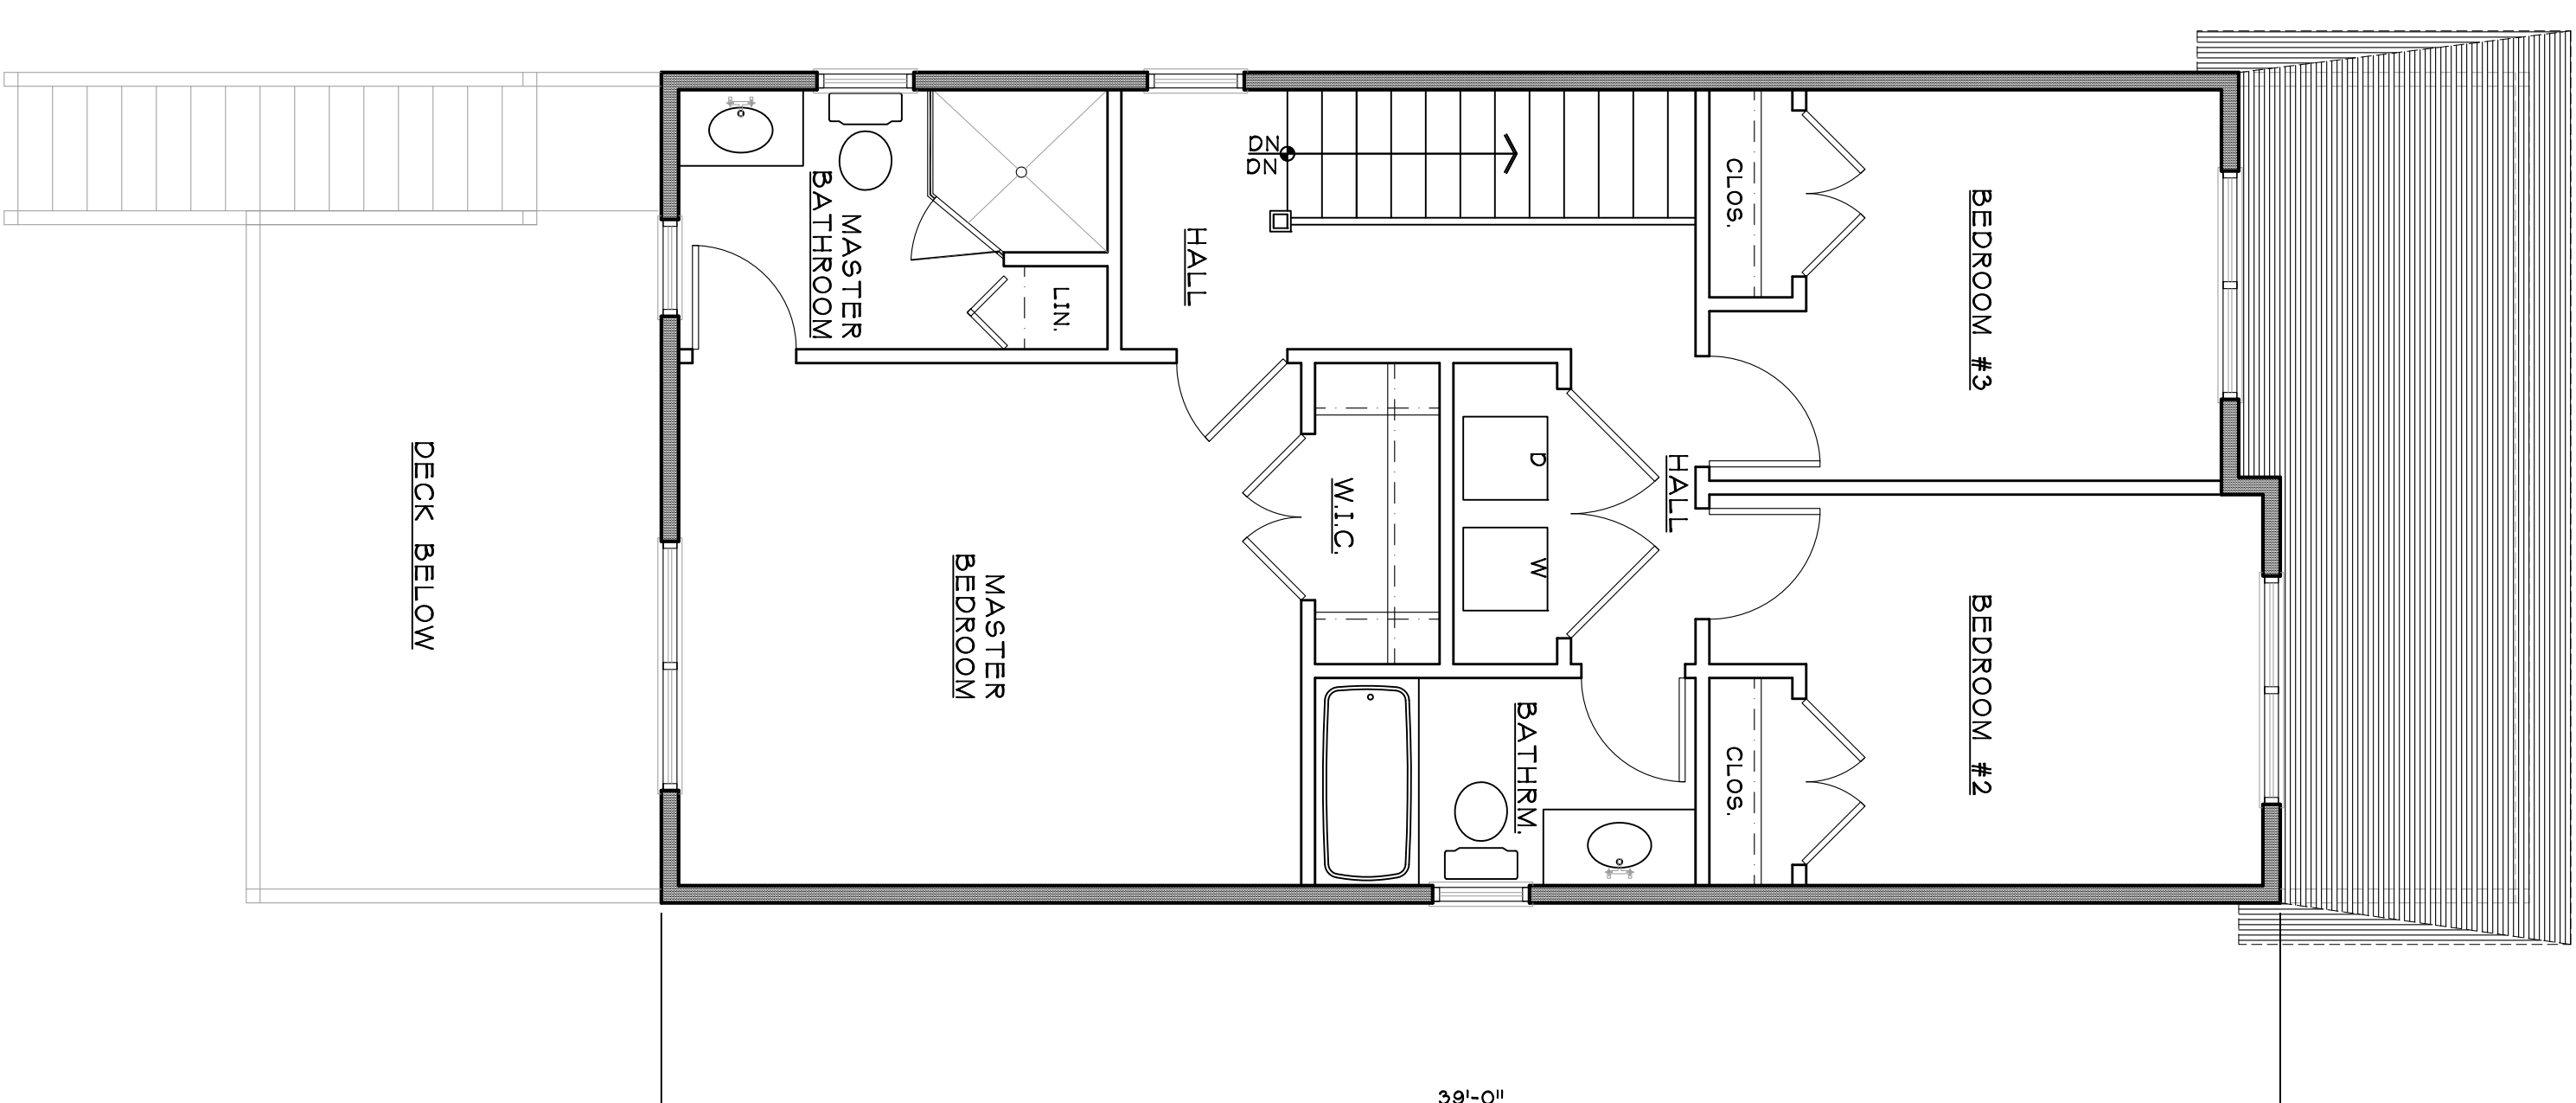 MASTER
BATHROOM
LIN.
HALL
DN
DN
CLOS.
BEDROOM #3
DECK BELOW
MASTER
BEDROOM
W.I.C.
D
W
HALL
BATHRM.
CLOS.
BEDROOM #2
39'-0"